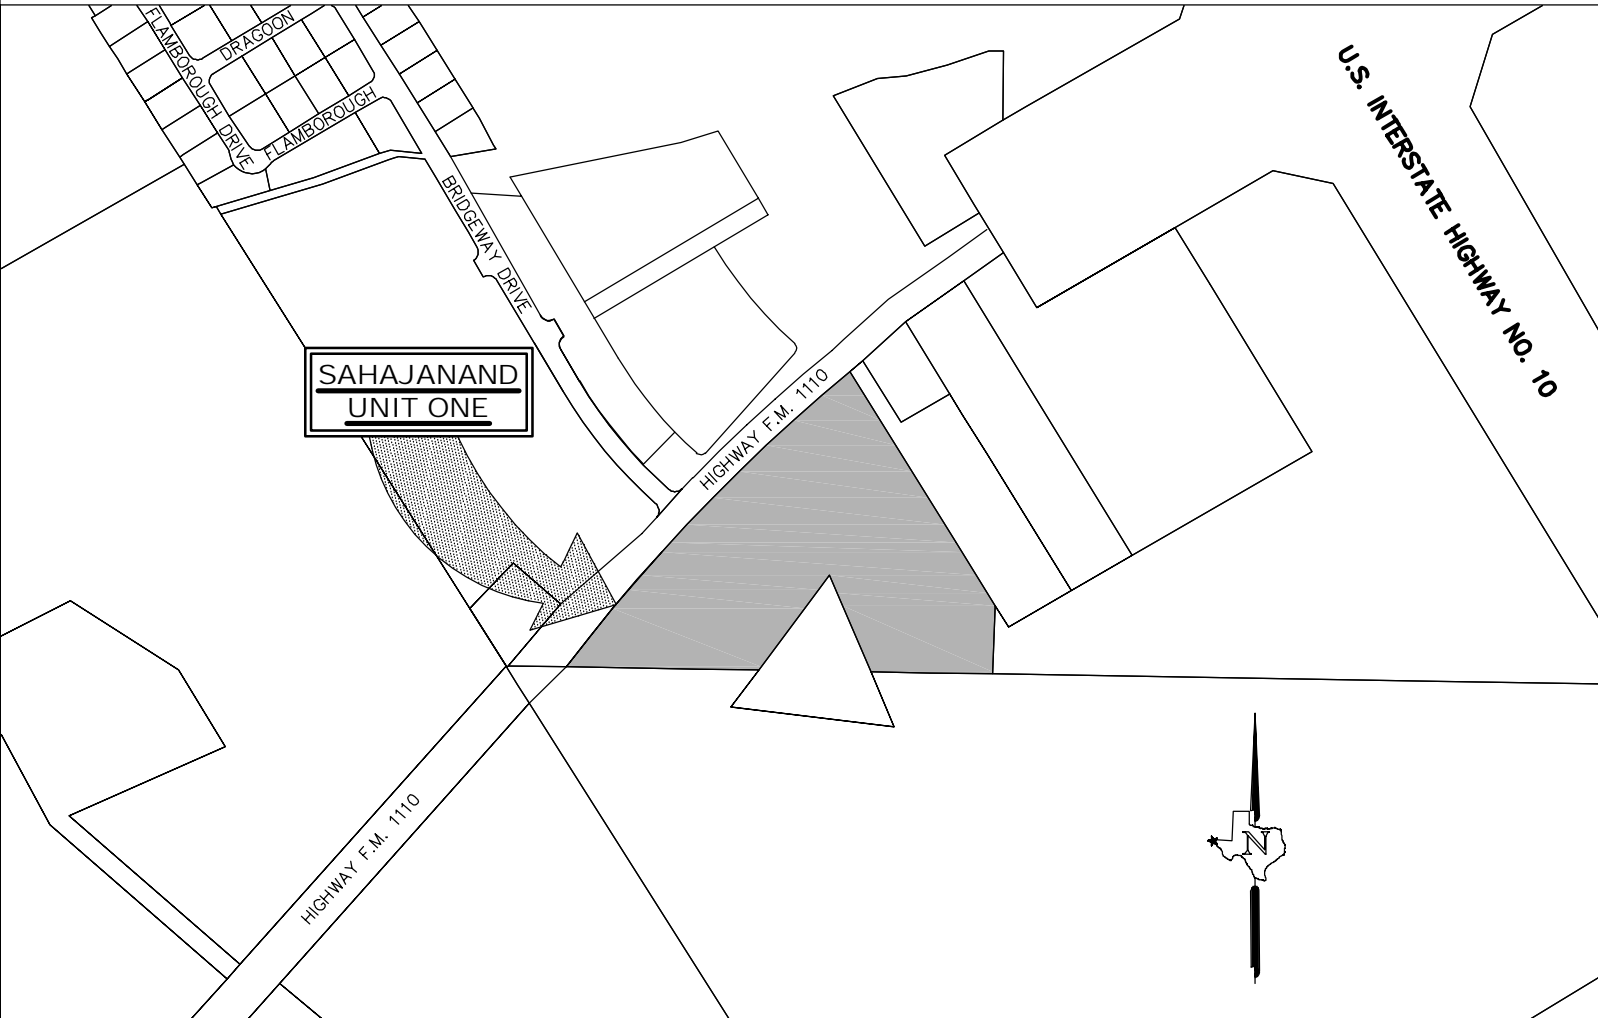 FLAMBOROUGH DRIVE
DRAGOON
FLAMBOROUGH
BRIDGEWAY DRIVE
U.S. INTERSTATE HIGHWAY NO. 10
SAHAJANAND
UNIT ONE
HIGHWAY F.M. 1110
HIGHWAY F.M. 1110
N